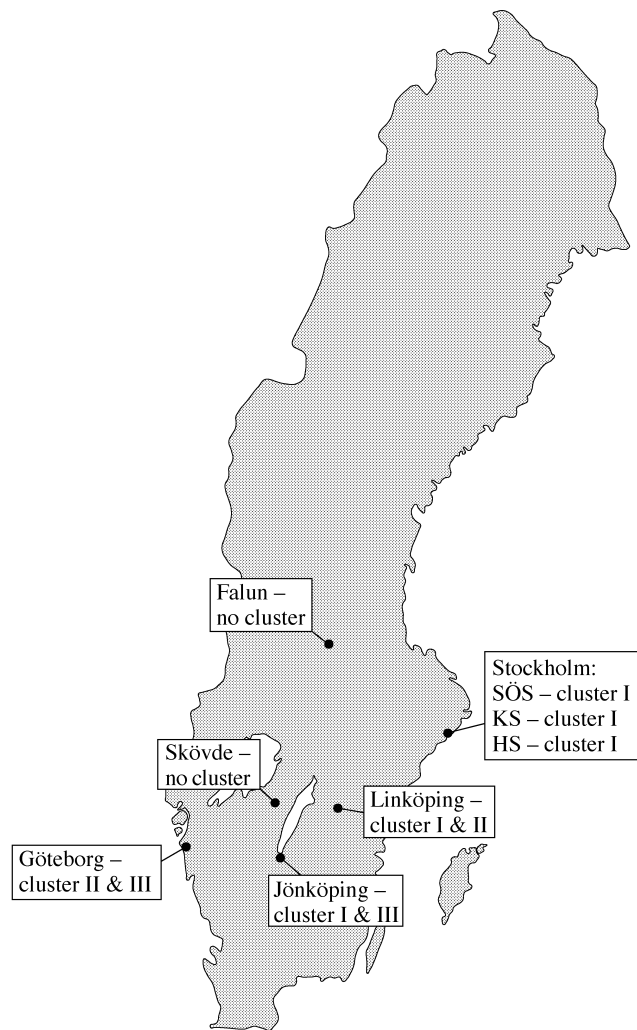 Falun –
no cluster
Stockholm:
SÖS – cluster I
KS – cluster I
HS – cluster I
Skövde –
no cluster
Linköping –
cluster I & II
Göteborg –
cluster II & III
Jönköping –
cluster I & III